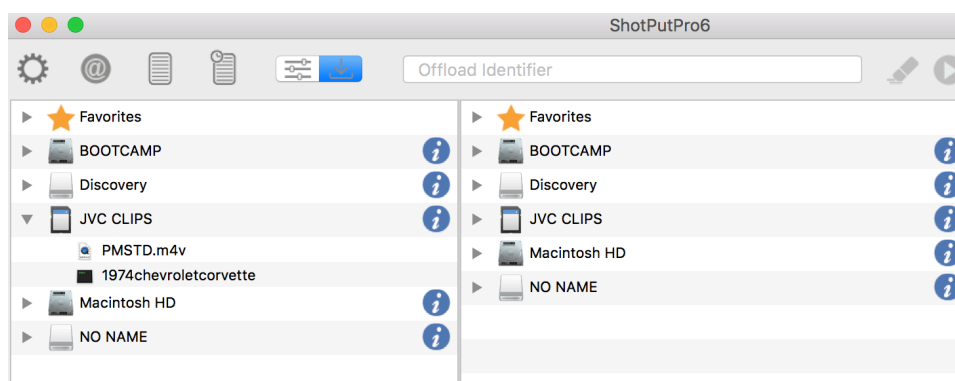 ShotPutPro6
Offload Identifier
Favorites
BOOTCAMP
Discovery
JVC CLIPS
PMSTD.m4v
1974chevroletcorvette
Macintosh HD
NO NAME
Favorites
BOOTCAMP
Discovery
JVC CLIPS
Macintosh HD
NO NAME